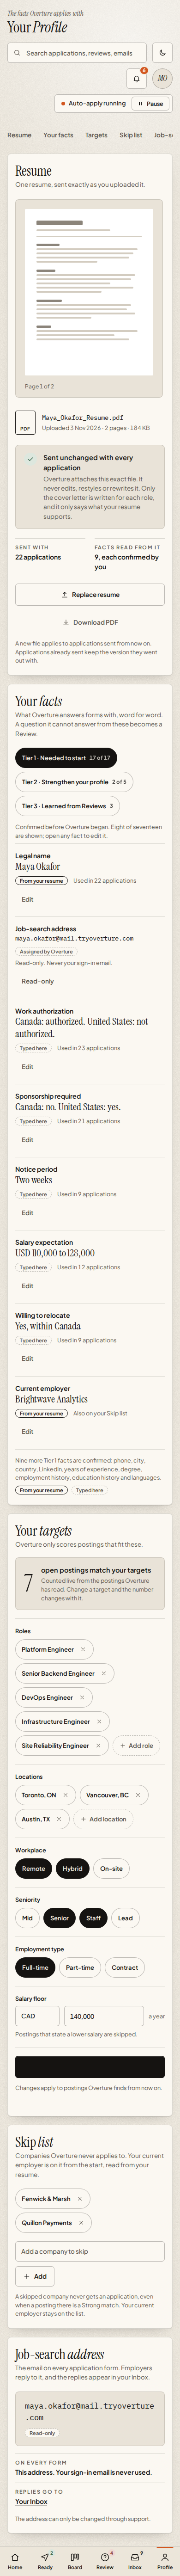 The facts Overture applies with
Your Profile
Search applications, reviews, emails
4
MO
Auto-apply running
Pause
Resume Your facts Targets Skip list Job-s
Resume
One resume, sent exactly as you uploaded it.
Page 1 of 2
PDF
Maya_Okafor_Resume.pdf
Uploaded 3 Nov 2026 · 2 pages · 184 KB
Sent unchanged with every
application
Overture attaches this exact file. It
never edits, restyles or rewrites it. Only
the cover letter is written for each role,
and it only says what your resume
supports.
SENT WITH
22 applications
FACTS READ FROM IT
9, each confirmed by
you
Replace resume
Download PDF
A new file applies to applications sent from now on.
Applications already sent keep the version they went
out with.
Your facts
What Overture answers forms with, word for word.
A question it cannot answer from these becomes a
Review.
Tier 1 · Needed to start 17 of 17
Tier 2 · Strengthen your profile 2 of 5
Tier 3 · Learned from Reviews 3
Confirmed before Overture began. Eight of seventeen
are shown; open any fact to edit it.
Legal name
Maya Okafor
From your resume Used in 22 applications
Edit
Job-search address
maya.okafor@mail.tryoverture.com
Assigned by Overture
Read-only. Never your sign-in email.
Read-only
Work authorization
Canada: authorized. United States: not
authorized.
Typed here Used in 23 applications
Edit
Sponsorship required
Canada: no. United States: yes.
Typed here Used in 21 applications
Edit
Notice period
Two weeks
Typed here Used in 9 applications
Edit
Salary expectation
USD 110,000 to 128,000
Typed here Used in 12 applications
Edit
Willing to relocate
Yes, within Canada
Typed here Used in 9 applications
Edit
Current employer
Brightwave Analytics
From your resume Also on your Skip list
Edit
Nine more Tier 1 facts are confirmed: phone, city,
country, LinkedIn, years of experience, degree,
employment history, education history and languages.
From your resume Typed here
Your targets
Overture only scores postings that fit these.
7
open postings match your targets
Counted live from the postings Overture
has read. Change a target and the number
changes with it.
Roles
Platform Engineer
Senior Backend Engineer
DevOps Engineer
Infrastructure Engineer
Site Reliability Engineer
Add role
Locations
Toronto, ON
Vancouver, BC
Austin, TX
Add location
Workplace
Remote Hybrid On-site
Seniority
Mid Senior Staff Lead
Employment type
Full-time Part-time Contract
Salary floor
CAD 140,000 a year
Postings that state a lower salary are skipped.
Changes apply to postings Overture finds from now on.
Skip list
Companies Overture never applies to. Your current
employer is on it from the start, read from your
resume.
Fenwick & Marsh
Quillon Payments
Add a company to skip
Add
A skipped company never gets an application, even
when a posting there is a Strong match. Your current
employer stays on the list.
Job-search address
The email on every application form. Employers
reply to it, and the replies appear in your Inbox.
maya.okafor@mail.tryoverture
.com
Read-only
ON EVERY FORM
This address. Your sign-in email is never used.
REPLIES GO TO
Your Inbox
The address can only be changed through support.
Home Ready Board Review Inbox Profile